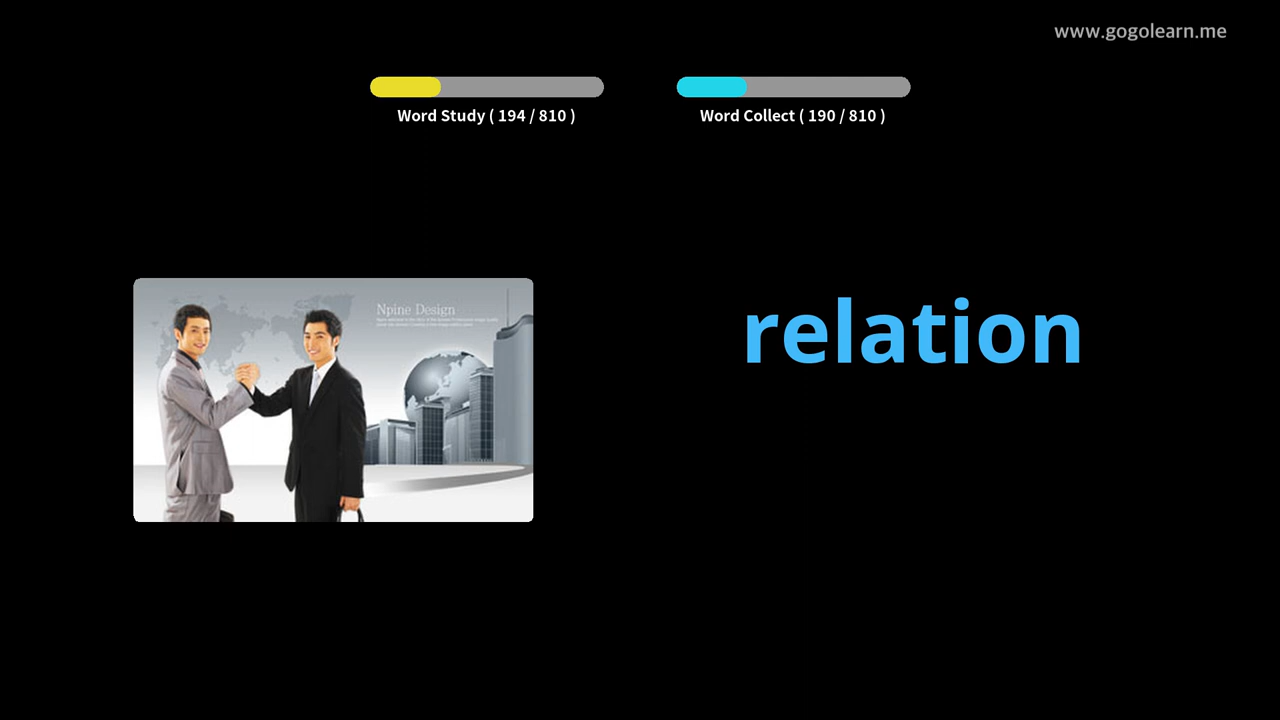 www.gogolearn.me
Word Study ( 194 / 810 )
Word Collect ( 190 / 810 )
Npine Design
relation